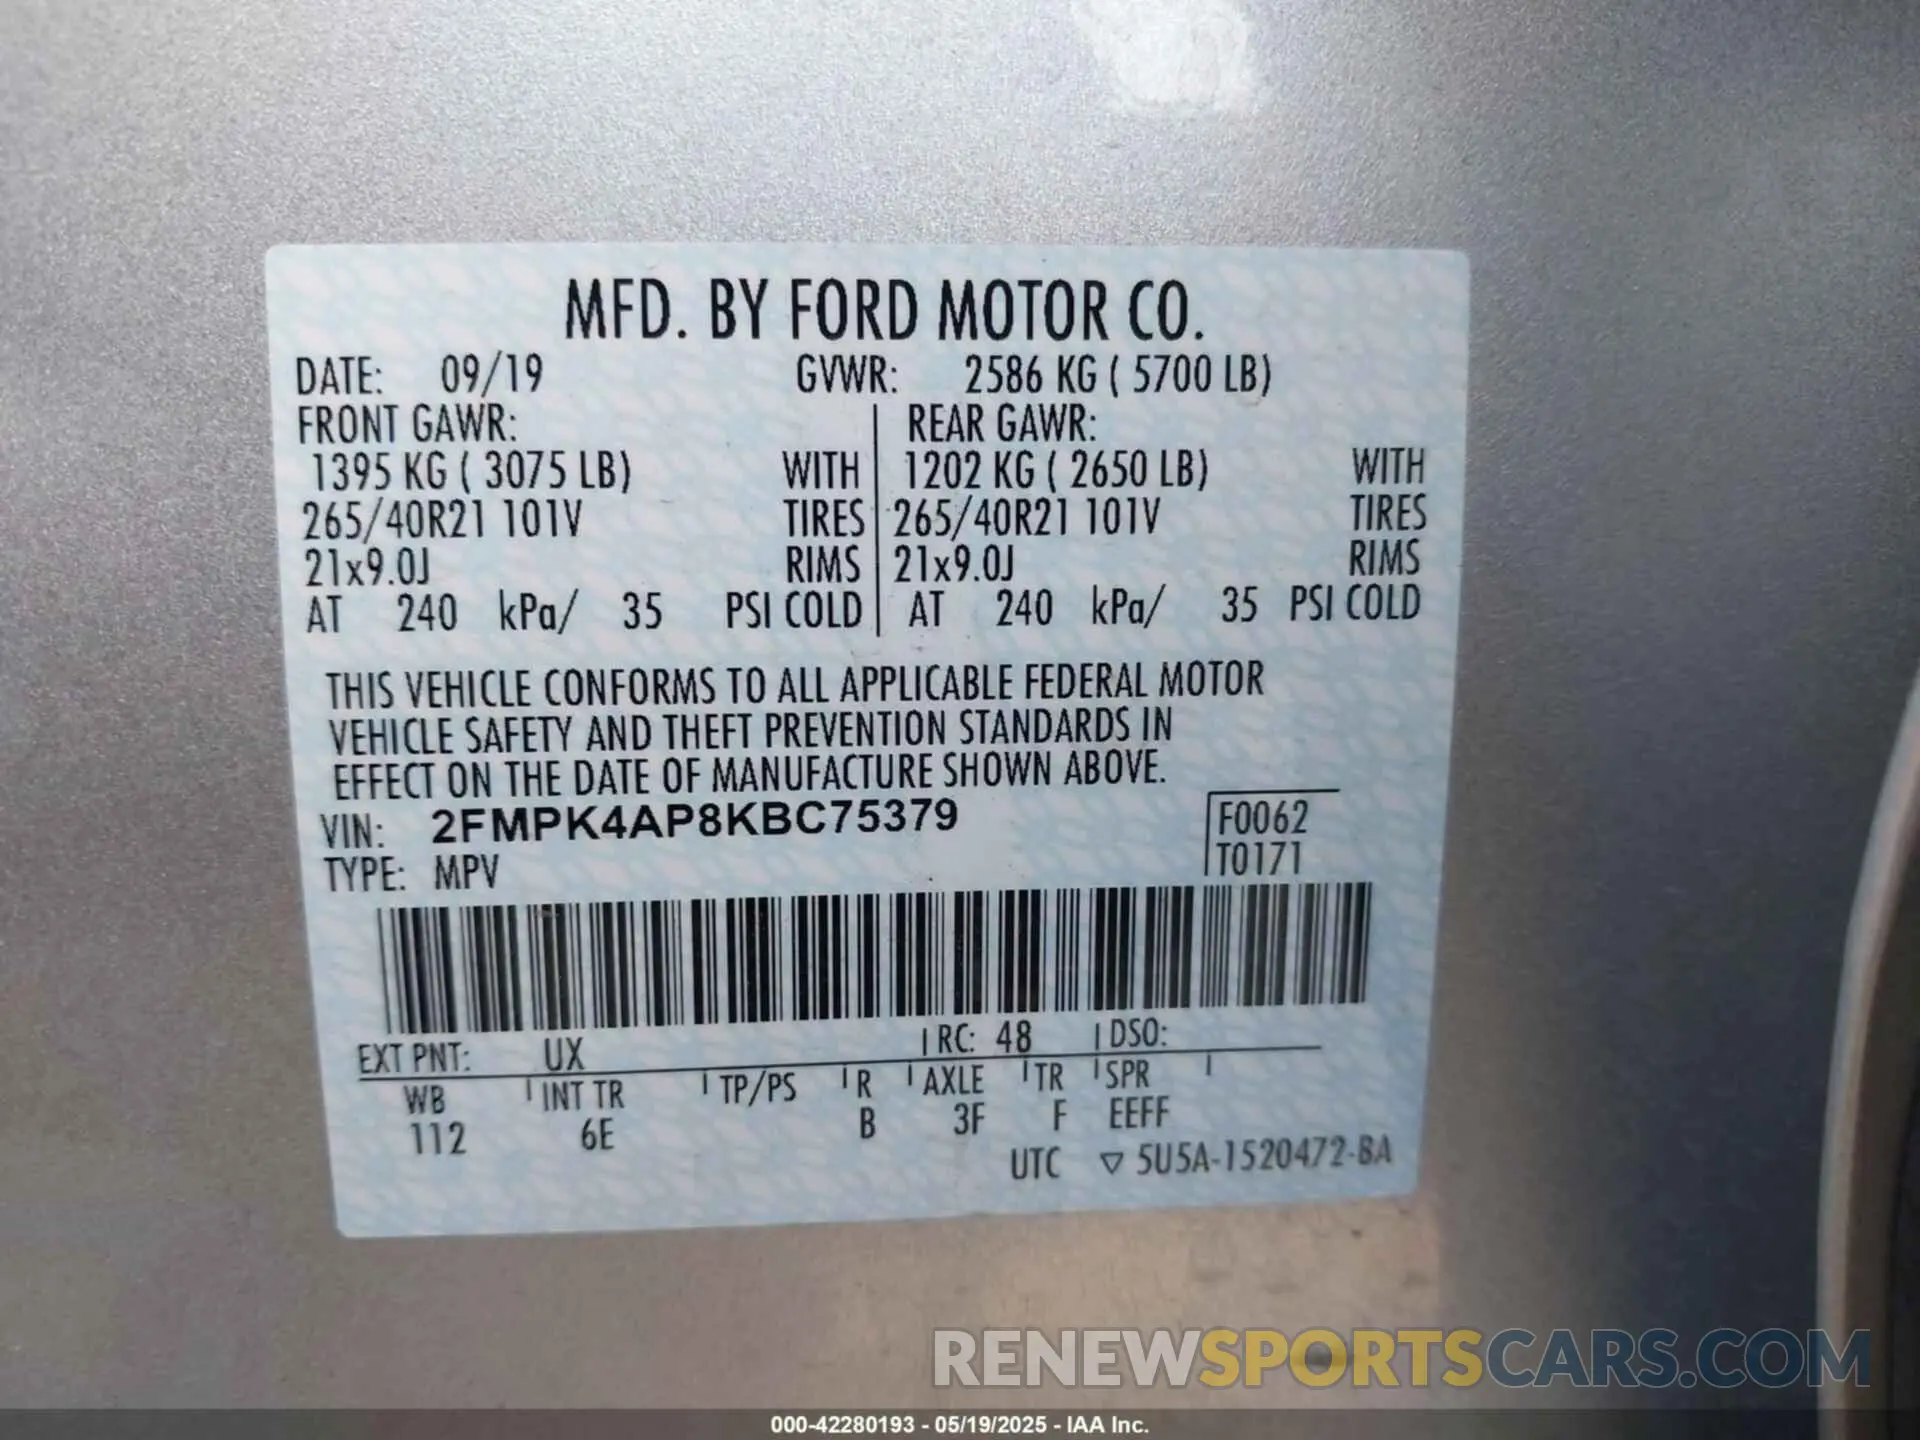 MFD. BY FORD MOTOR CO.
DATE: 09/19 GVWR: 2586 KG ( 5700 LB)
FRONT GAWR: REAR GAWR:
1395 KG ( 3075 LB) WITH 1202 KG ( 2650 LB) WITH
265/40R21 101V TIRES 265/40R21 101V TIRES
21x9.0J RIMS 21x9.0J RIMS
AT 240 kPa/ 35 PSI COLD AT 240 kPa/ 35 PSI COLD
THIS VEHICLE CONFORMS TO ALL APPLICABLE FEDERAL MOTOR
VEHICLE SAFETY AND THEFT PREVENTION STANDARDS IN
EFFECT ON THE DATE OF MANUFACTURE SHOWN ABOVE.
VIN: 2FMPK4AP8KBC75379 F0062
TYPE: MPV T0171
EXT PNT: UX RC: 48 DSO:
WB INT TR TP/PS R AXLE TR SPR
112 6E B 3F F EEFF
UTC ▽ 5U5A-1520472-BA
RENEWSPORTSCARS.COM
000-42280193 - 05/19/2025 - IAA Inc.